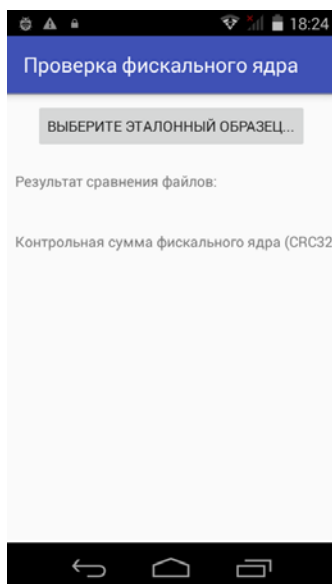 18:24
Проверка фискального ядра
ВЫБЕРИТЕ ЭТАЛОННЫЙ ОБРАЗЕЦ...
Результат сравнения файлов:
Контрольная сумма фискального ядра (CRC32